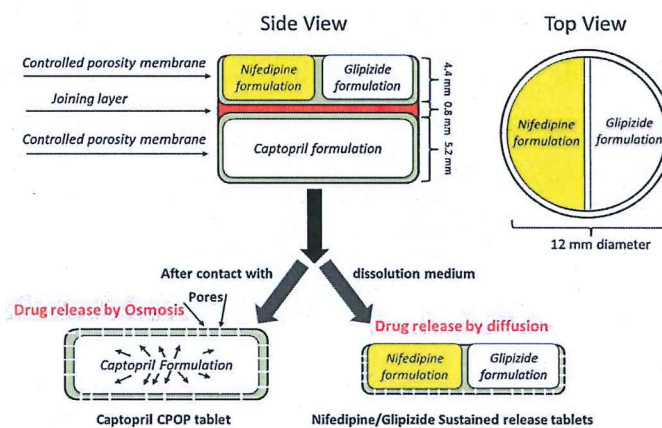 Side View
Top View
Controlled porosity membrane
Joining layer
Controlled porosity membrane
Nifedipine
formulation
Glipizide
formulation
Captopril formulation
4.4 mm
0.8 mm
5.2 mm
Nifedipine
formulation
Glipizide
formulation
12 mm diameter
After contact with
dissolution medium
Drug release by Osmosis
Pores
Captopril Formulation
Captopril CPOP tablet
Drug release by diffusion
Nifedipine
formulation
Glipizide
formulation
Nifedipine/Glipizide Sustained release tablets